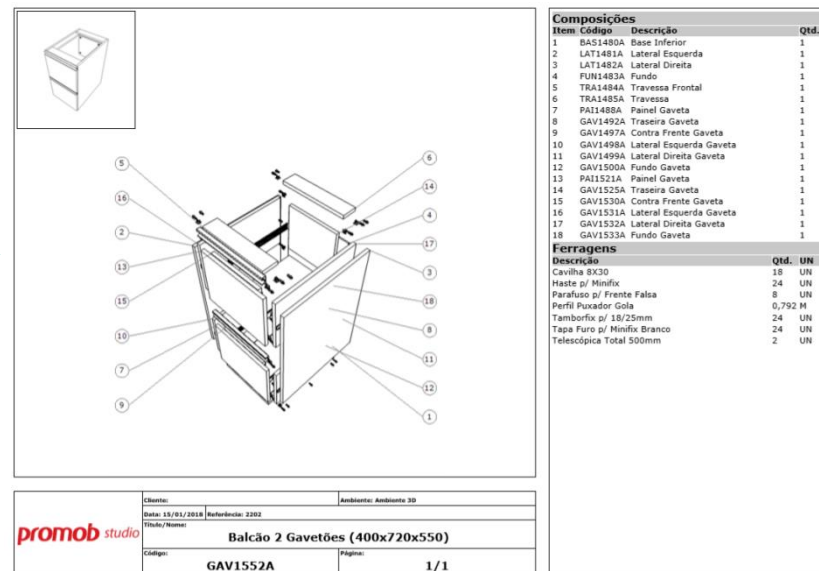 5
16
2
13
15
10
7
9
6
14
4
17
3
18
8
11
12
1
Composições
Item Código Descrição Qtd.
1 BAS1480A Base Inferior 1
2 LAT1481A Lateral Esquerda 1
3 LAT1482A Lateral Direita 1
4 FUN1483A Fundo 1
5 TRA1484A Travessa Frontal 1
6 TRA1485A Travessa 1
7 PAI1488A Painel Gaveta 1
8 GAV1492A Traseira Gaveta 1
9 GAV1497A Contra Frente Gaveta 1
10 GAV1498A Lateral Esquerda Gaveta 1
11 GAV1499A Lateral Direita Gaveta 1
12 GAV1500A Fundo Gaveta 1
13 PAI1521A Painel Gaveta 1
14 GAV1525A Traseira Gaveta 1
15 GAV1530A Contra Frente Gaveta 1
16 GAV1531A Lateral Esquerda Gaveta 1
17 GAV1532A Lateral Direita Gaveta 1
18 GAV1533A Fundo Gaveta 1
Ferragens
Descrição Qtd. UN
Cavilha 8X30 18 UN
Haste p/ Minifix 24 UN
Parafuso p/ Frente Falsa 8 UN
Perfil Puxador Gola 0,792 M
Tamborfix p/ 18/25mm 24 UN
Tapa Furo p/ Minifix Branco 24 UN
Telescópica Total 500mm 2 UN
promob studio
Cliente: Ambiente: Ambiente 3D
Data: 15/01/2018 Referência: 2202
Título/Nome:
Balcão 2 Gavetões (400x720x550)
Código: Página:
GAV1552A 1/1